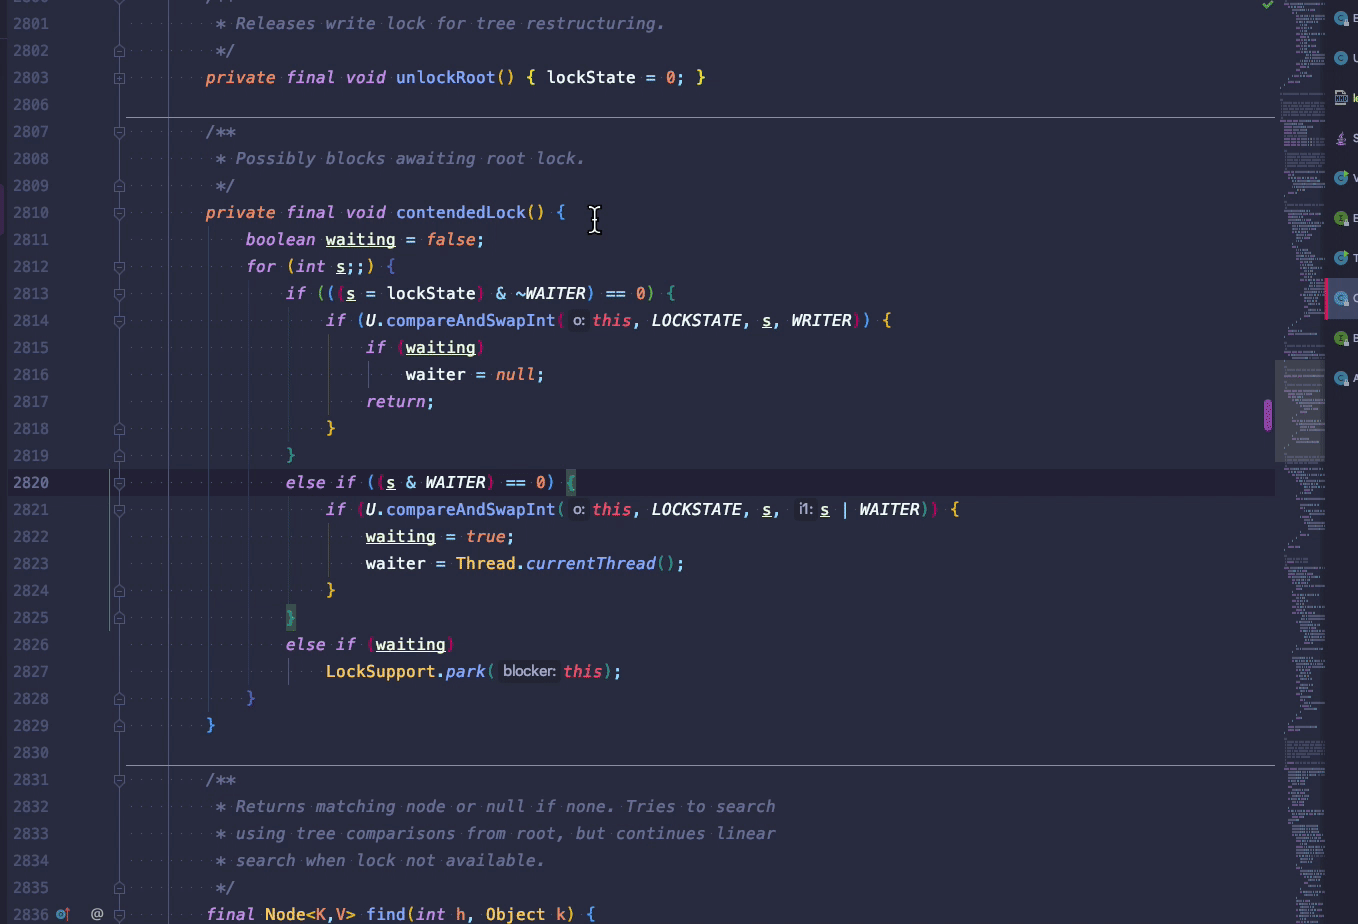 2801 * Releases write lock for tree restructuring.
2802 */
2803 private final void unlockRoot() { lockState = 0; }
2806
2807 /**
2808 * Possibly blocks awaiting root lock.
2809 */
2810 private final void contendedLock() {
2811 boolean waiting = false;
2812 for (int s;;) {
2813 if (((s = lockState) & ~WAITER) == 0) {
2814 if (U.compareAndSwapInt( o: this, LOCKSTATE, s, WRITER)) {
2815 if (waiting)
2816 waiter = null;
2817 return;
2818 }
2819 }
2820 else if ((s & WAITER) == 0) {
2821 if (U.compareAndSwapInt( o: this, LOCKSTATE, s, i1: s | WAITER)) {
2822 waiting = true;
2823 waiter = Thread.currentThread();
2824 }
2825 }
2826 else if (waiting)
2827 LockSupport.park( blocker: this);
2828 }
2829 }
2830
2831 /**
2832 * Returns matching node or null if none. Tries to search
2833 * using tree comparisons from root, but continues linear
2834 * search when lock not available.
2835 */
2836 @ final Node<K,V> find(int h, Object k) {